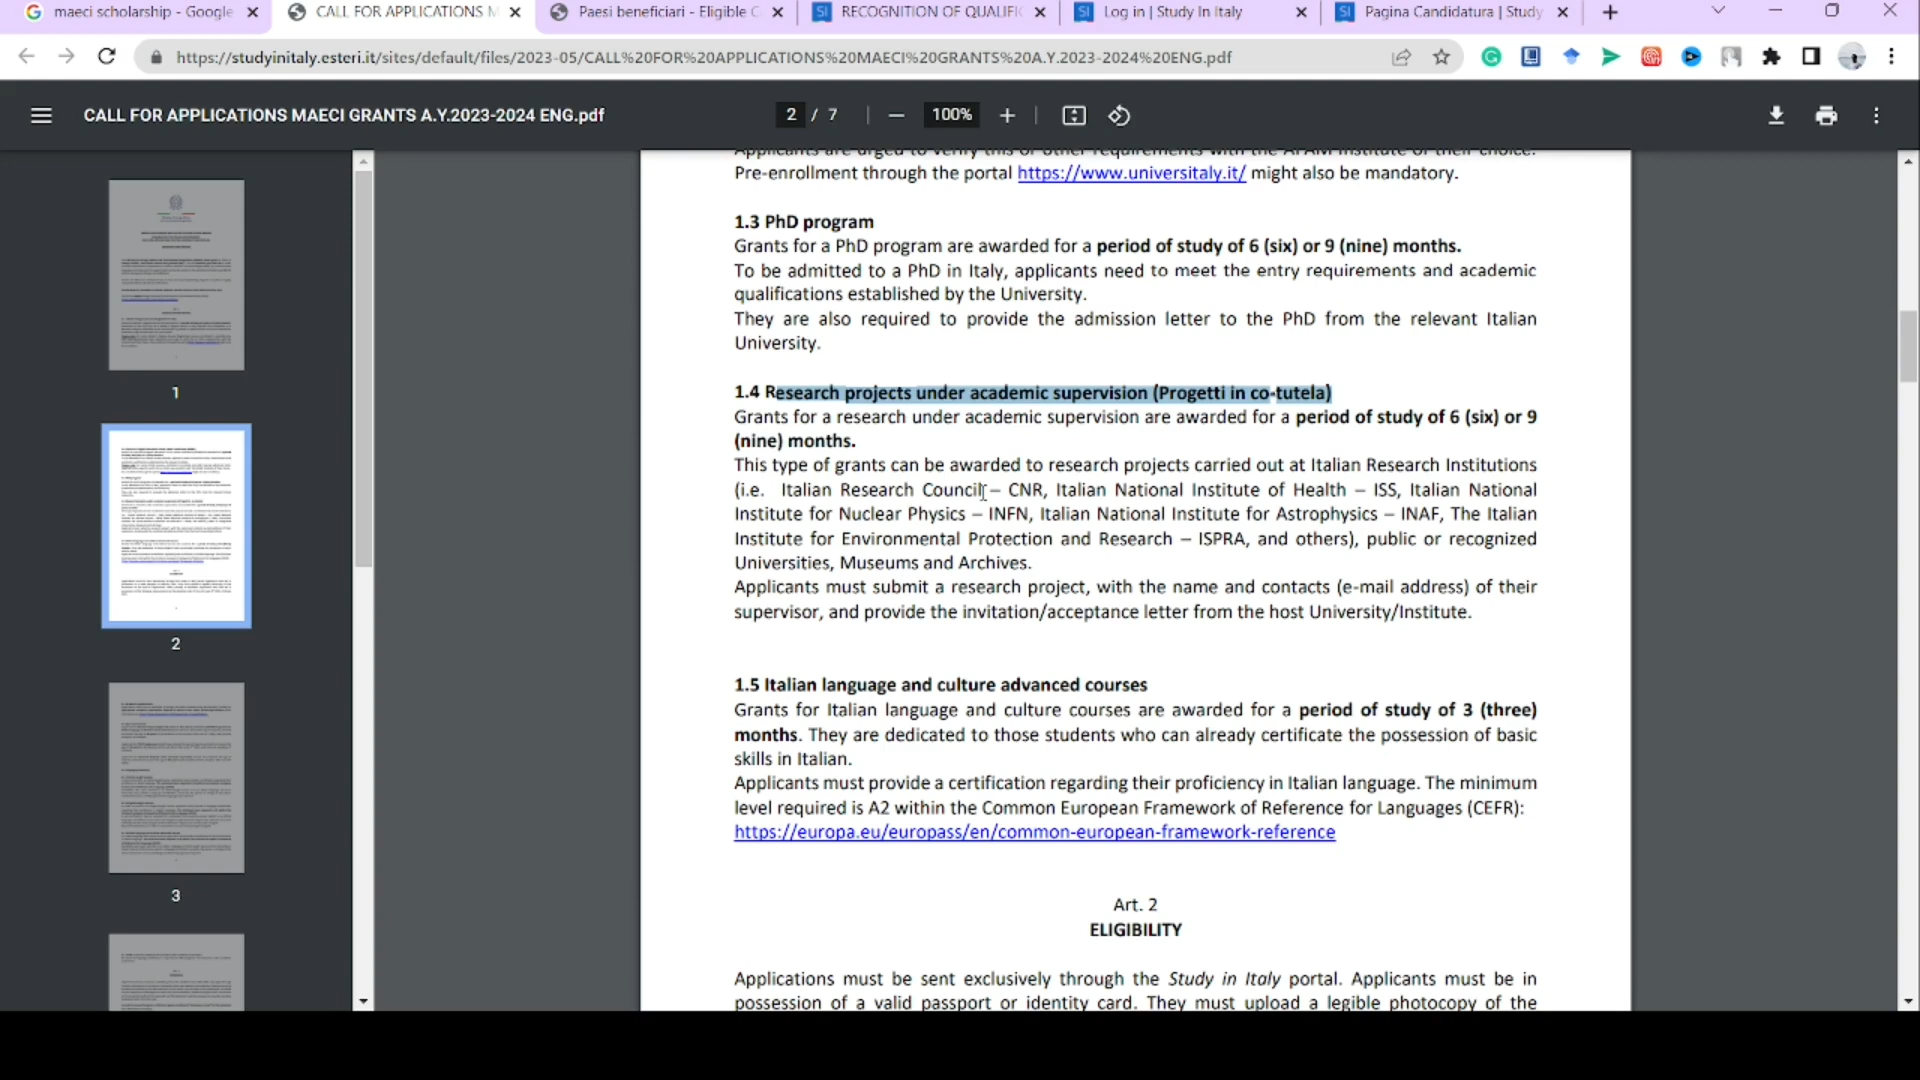 maeci scholarship - Google
CALL FOR APPLICATIONS M
Paesi beneficiari - Eligible C
SI RECOGNITION OF QUALIFI
SI Log in | Study In Italy
SI Pagina Candidatura | Study
https://studyinitaly.esteri.it/sites/default/files/2023-05/CALL%20FOR%20APPLICATIONS%20MAECI%20GRANTS%20A.Y.2023-2024%20ENG.pdf
CALL FOR APPLICATIONS MAECI GRANTS A.Y.2023-2024 ENG.pdf
2 / 7
100%
1
2
3
Applicants are urged to verify this or other requirements with the AFAM Institute of their choice.
Pre-enrollment through the portal https://www.universitaly.it/ might also be mandatory.
1.3 PhD program
Grants for a PhD program are awarded for a period of study of 6 (six) or 9 (nine) months.
To be admitted to a PhD in Italy, applicants need to meet the entry requirements and academic
qualifications established by the University.
They are also required to provide the admission letter to the PhD from the relevant Italian
University.
1.4 Research projects under academic supervision (Progetti in co-tutela)
Grants for a research under academic supervision are awarded for a period of study of 6 (six) or 9
(nine) months.
This type of grants can be awarded to research projects carried out at Italian Research Institutions
(i.e. Italian Research Council – CNR, Italian National Institute of Health – ISS, Italian National
Institute for Nuclear Physics – INFN, Italian National Institute for Astrophysics – INAF, The Italian
Institute for Environmental Protection and Research – ISPRA, and others), public or recognized
Universities, Museums and Archives.
Applicants must submit a research project, with the name and contacts (e-mail address) of their
supervisor, and provide the invitation/acceptance letter from the host University/Institute.
1.5 Italian language and culture advanced courses
Grants for Italian language and culture courses are awarded for a period of study of 3 (three)
months. They are dedicated to those students who can already certificate the possession of basic
skills in Italian.
Applicants must provide a certification regarding their proficiency in Italian language. The minimum
level required is A2 within the Common European Framework of Reference for Languages (CEFR):
https://europa.eu/europass/en/common-european-framework-reference
Art. 2
ELIGIBILITY
Applications must be sent exclusively through the Study in Italy portal. Applicants must be in
possession of a valid passport or identity card. They must upload a legible photocopy of the